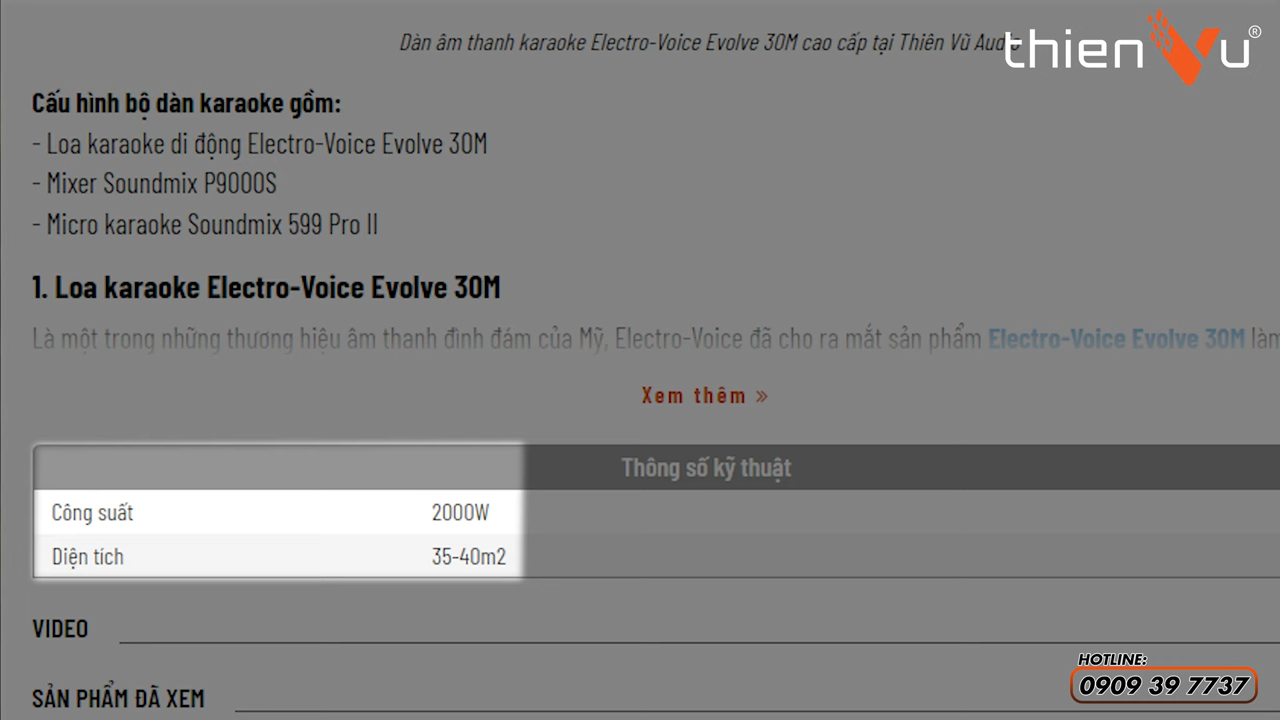 Dàn âm thanh karaoke Electro-Voice Evolve 30M cao cấp tại Thiên Vũ
thienVu®
Cấu hình bộ dàn karaoke gồm:
- Loa karaoke di động Electro-Voice Evolve 30M
- Mixer Soundmix P9000S
- Micro karaoke Soundmix 599 Pro II
1. Loa karaoke Electro-Voice Evolve 30M
Là một trong những thương hiệu âm thanh đình đám của Mỹ, Electro-Voice đã cho ra mắt sản phẩm Electro-Voice Evolve 30M làm
Xem thêm »
Thông số kỹ thuật
Công suất 2000W
Diện tích 35-40m2
VIDEO
SẢN PHẨM ĐÃ XEM
HOTLINE:
0909 39 7737